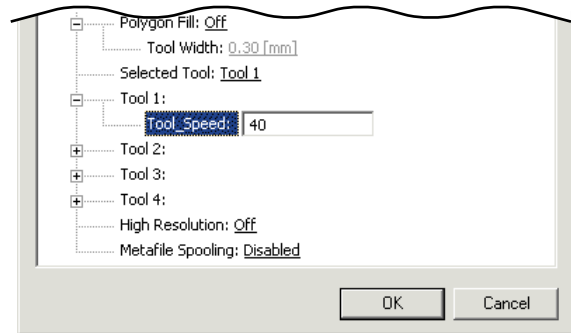 Polygon Fill: Off
Tool Width: 0.30 [mm]
Selected Tool: Tool 1
Tool 1:
Tool_Speed: 40
Tool 2:
Tool 3:
Tool 4:
High Resolution: Off
Metafile Spooling: Disabled
OK Cancel